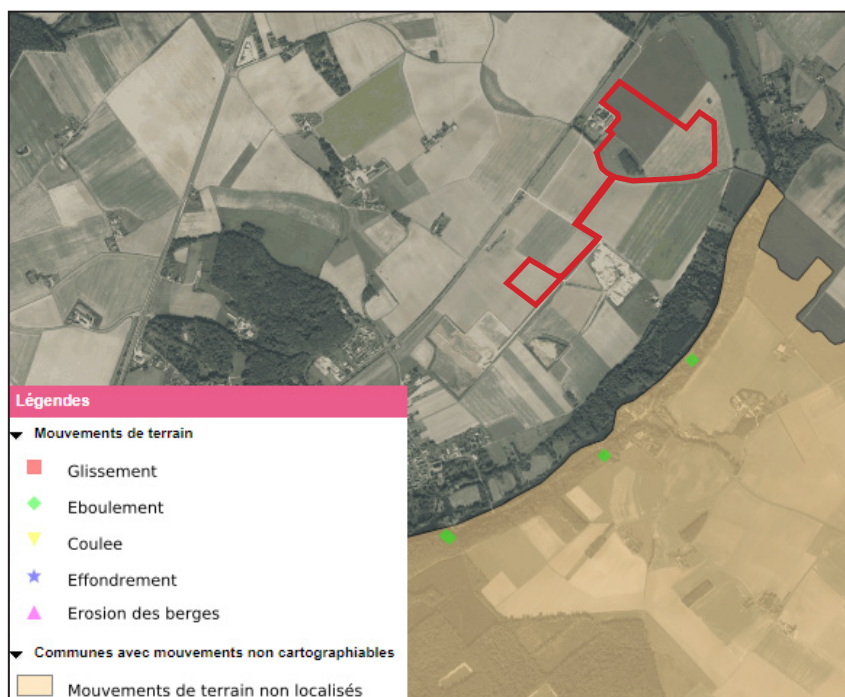 Légendes
Mouvements de terrain
Glissement
Eboulement
Coulee
Effondrement
Erosion des berges
Communes avec mouvements non cartographiables
Mouvements de terrain non localisés